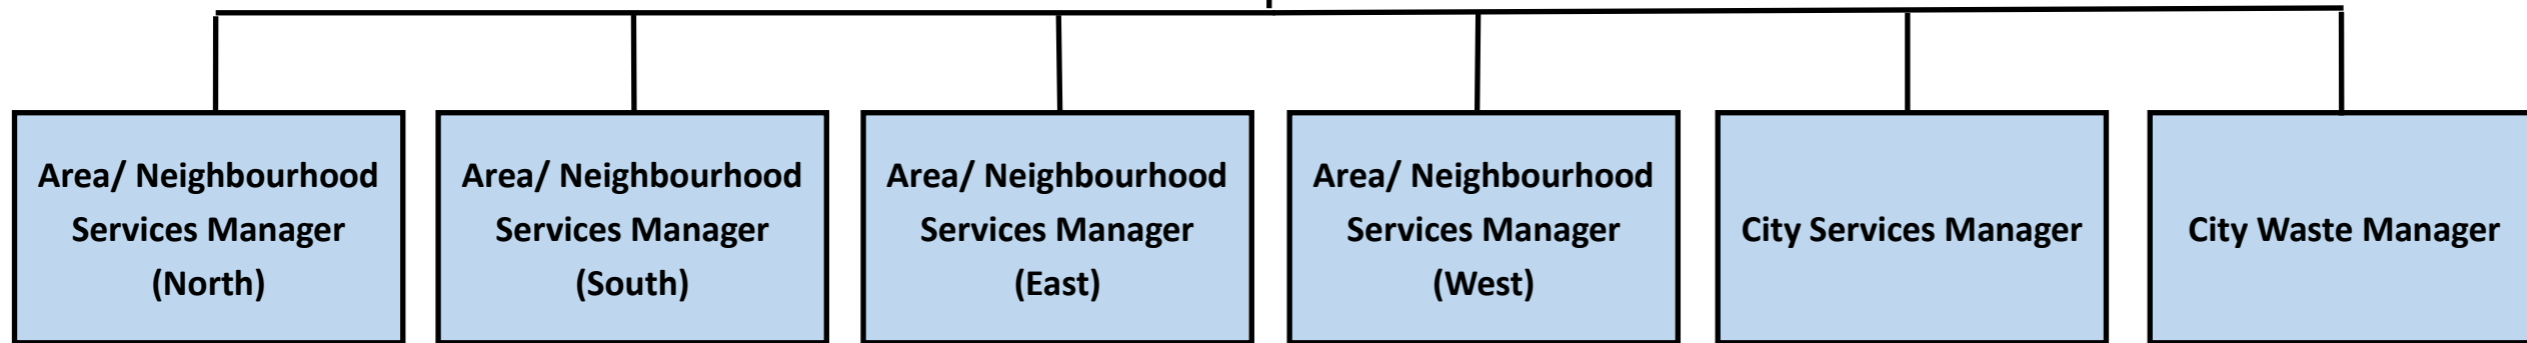 Area/ Neighbourhood
Services Manager
(North)
Area/ Neighbourhood
Services Manager
(South)
Area/ Neighbourhood
Services Manager
(East)
Area/ Neighbourhood
Services Manager
(West)
City Services Manager
City Waste Manager